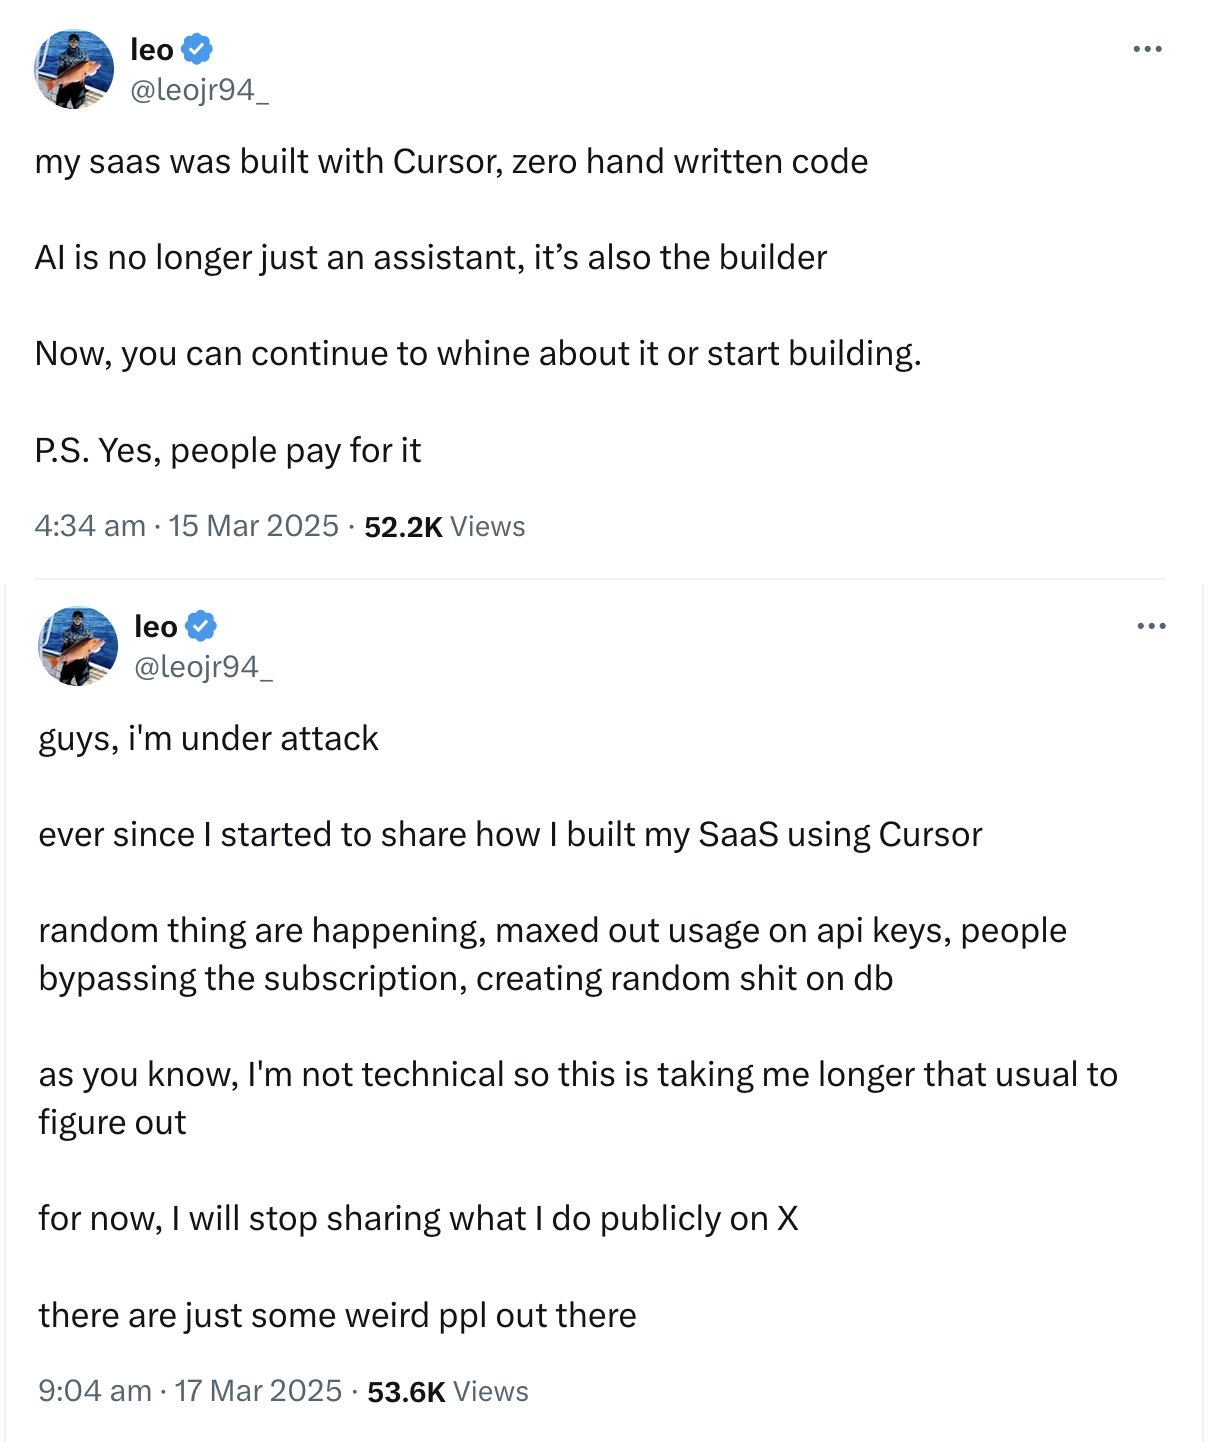 leo
@leojr94_
my saas was built with Cursor, zero hand written code
AI is no longer just an assistant, it’s also the builder
Now, you can continue to whine about it or start building.
P.S. Yes, people pay for it
4:34 am · 15 Mar 2025 · 52.2K Views
leo
@leojr94_
guys, i'm under attack
ever since I started to share how I built my SaaS using Cursor
random thing are happening, maxed out usage on api keys, people
bypassing the subscription, creating random shit on db
as you know, I'm not technical so this is taking me longer that usual to
figure out
for now, I will stop sharing what I do publicly on X
there are just some weird ppl out there
9:04 am · 17 Mar 2025 · 53.6K Views